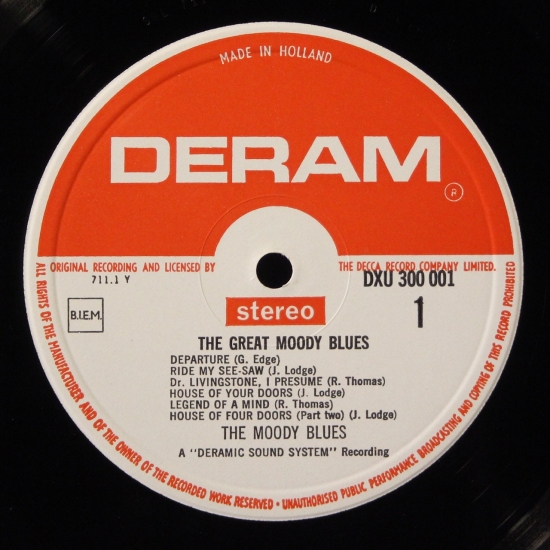 MADE IN HOLLAND
DERAM
R
ORIGINAL RECORDING AND LICENSED BY THE DECCA RECORD COMPANY LIMITED.
711.1 Y
DXU 300 001
B.I.E.M.
stereo
1
THE GREAT MOODY BLUES
DEPARTURE (G. Edge)
RIDE MY SEE-SAW (J. Lodge)
Dr. LIVINGSTONE, I PRESUME (R. Thomas)
HOUSE OF YOUR DOORS (J. Lodge)
LEGEND OF A MIND (R. Thomas)
HOUSE OF FOUR DOORS (Part two) (J. Lodge)
THE MOODY BLUES
A "DERAMIC SOUND SYSTEM" Recording
ALL RIGHTS OF THE MANUFACTURER AND OF THE OWNER OF THE RECORDED WORK RESERVED • UNAUTHORISED PUBLIC PERFORMANCE BROADCASTING AND COPYING OF THIS RECORD PROHIBITED